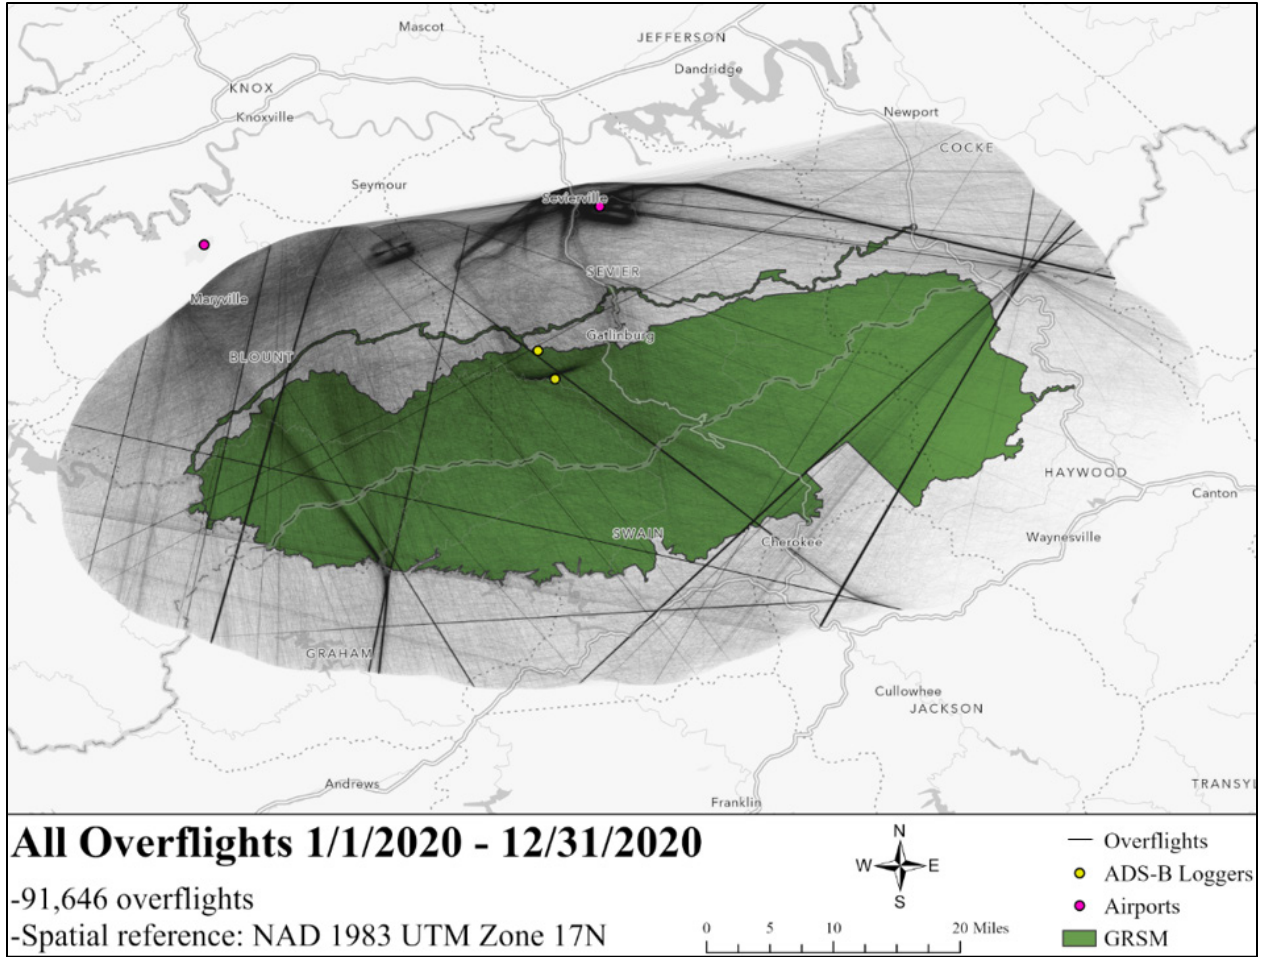 Mascot
JEFFERSON
Dandridge
KNOX
Knoxville
Newport
COCKE
Seymour
Sevierville
SEVIER
Maryville
Gatlinburg
BLOUNT
HAYWOOD
Canton
SWAIN
Cherokee
Waynesville
GRAHAM
Cullowhee
JACKSON
Andrews
TRANSYL
Franklin
All Overflights 1/1/2020 - 12/31/2020
-91,646 overflights
-Spatial reference: NAD 1983 UTM Zone 17N
N
W E
S
0 5 10 20 Miles
Overflights
ADS-B Loggers
Airports
GRSM